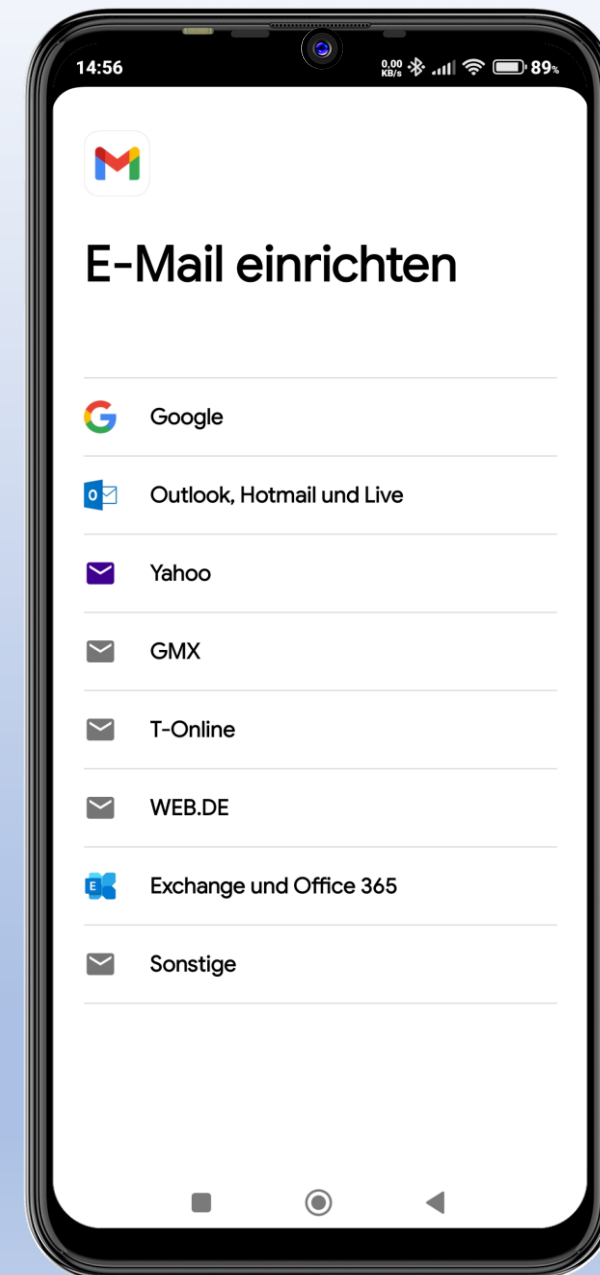 14:56
0,00
KB/s
89%
E-Mail einrichten
Google
Outlook, Hotmail und Live
Yahoo
GMX
T-Online
WEB.DE
Exchange und Office 365
Sonstige